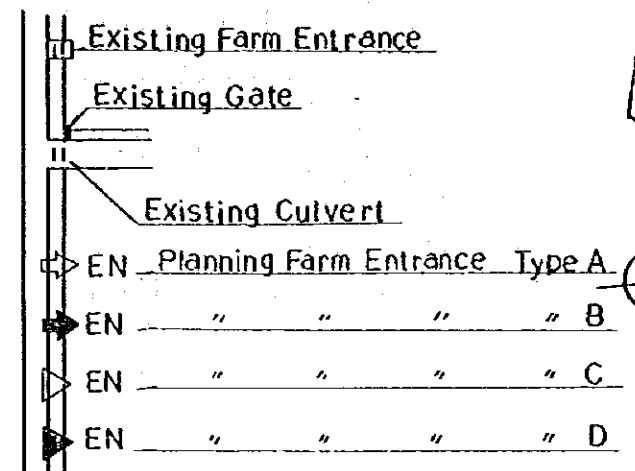 Existing Farm Entrance
Existing Gate
Existing Culvert
EN Planning Farm Entrance Type A
EN " " " " B
EN " " " " C
EN " " " " D